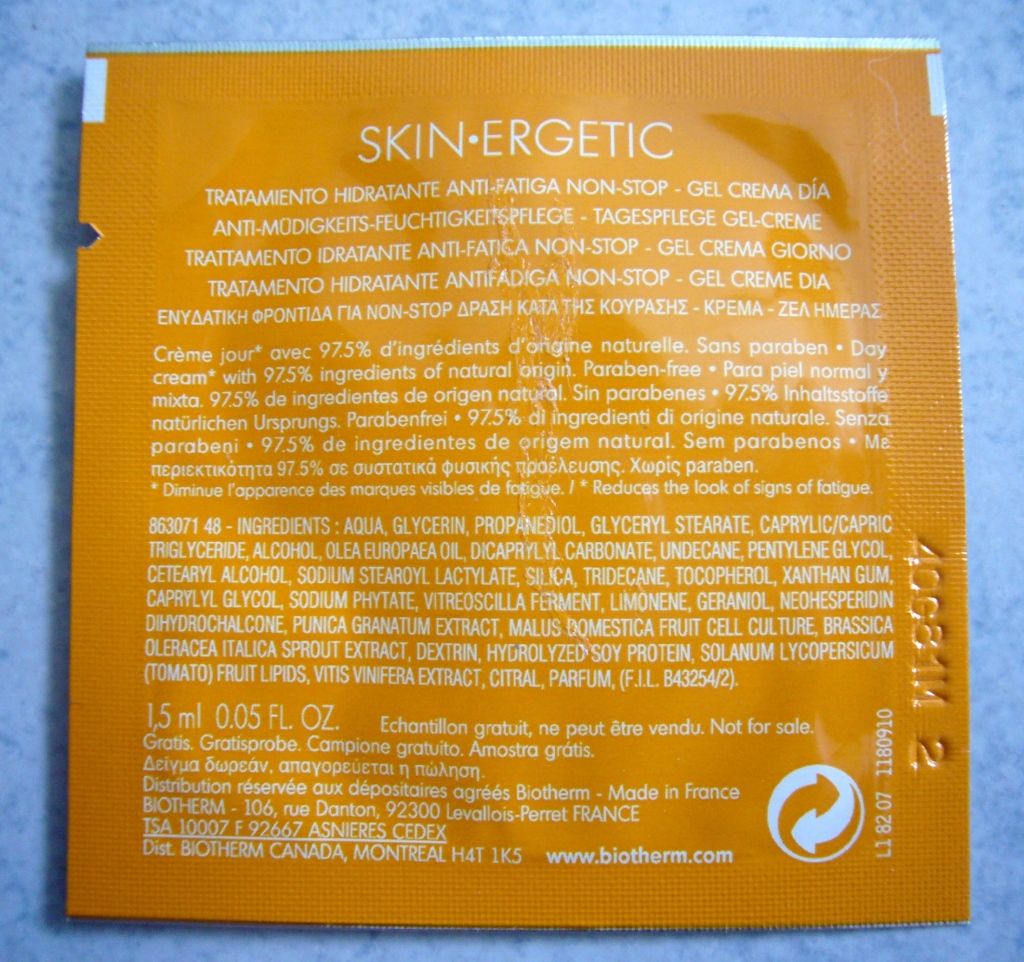 SKIN•ERGETIC
TRATAMIENTO HIDRATANTE ANTI-FATIGA NON-STOP - GEL CREMA DÍA
ANTI-MÜDIGKEITS-FEUCHTIGKEITSPFLEGE - TAGESPFLEGE GEL-CREME
TRATTAMENTO IDRATANTE ANTI-FATICA NON-STOP - GEL CREMA GIORNO
TRATAMENTO HIDRATANTE ANTIFADIGA NON-STOP - GEL CREME DIA
ΕΝΥΔΑΤΙΚΗ ΦΡΟΝΤΙΔΑ ΓΙΑ NON-STOP ΔΡΑΣΗ ΚΑΤΑ ΤΗΣ ΚΟΥΡΑΣΗΣ - ΚΡΕΜΑ - ΖΕΛ ΗΜΕΡΑΣ
Crème jour* avec 97.5% d'ingrédients d'origine naturelle. Sans paraben • Day
cream* with 97.5% ingredients of natural origin. Paraben-free • Para piel normal y
mixta. 97.5% de ingredientes de origen natural. Sin parabenes • 97.5% Inhaltsstoffe
natürlichen Ursprungs. Parabenfrei • 97.5% di ingredienti di origine naturale. Senza
parabeni • 97.5% de ingredientes de origem natural. Sem parabenos • Με
περιεκτικότητα 97.5% σε συστατικά φυσικής προέλευσης. Χωρίς paraben.
* Diminue l'apparence des marques visibles de fatigue. / * Reduces the look of signs of fatigue.
863071 48 - INGREDIENTS : AQUA, GLYCERIN, PROPANEDIOL, GLYCERYL STEARATE, CAPRYLIC/CAPRIC
TRIGLYCERIDE, ALCOHOL, OLEA EUROPAEA OIL, DICAPRYLYL CARBONATE, UNDECANE, PENTYLENE GLYCOL,
CETEARYL ALCOHOL, SODIUM STEAROYL LACTYLATE, SILICA, TRIDECANE, TOCOPHEROL, XANTHAN GUM,
CAPRYLYL GLYCOL, SODIUM PHYTATE, VITREOSCILLA FERMENT, LIMONENE, GERANIOL, NEOHESPERIDIN
DIHYDROCHALCONE, PUNICA GRANATUM EXTRACT, MALUS DOMESTICA FRUIT CELL CULTURE, BRASSICA
OLERACEA ITALICA SPROUT EXTRACT, DEXTRIN, HYDROLYZED SOY PROTEIN, SOLANUM LYCOPERSICUM
(TOMATO) FRUIT LIPIDS, VITIS VINIFERA EXTRACT, CITRAL, PARFUM, (F.I.L. B43254/2).
1,5 ml 0.05 FL. OZ. Echantillon gratuit, ne peut être vendu. Not for sale.
Gratis. Gratisprobe. Campione gratuito. Amostra grátis.
Δείγμα δωρεάν, απαγορεύεται η πώληση.
Distribution réservée aux dépositaires agréés Biotherm - Made in France
BIOTHERM - 106, rue Danton, 92300 Levallois-Perret FRANCE
TSA 10007 F 92667 ASNIERES CEDEX
Dist. BIOTHERM CANADA, MONTREAL H4T 1K5 www.biotherm.com
L1 82 07 1180910